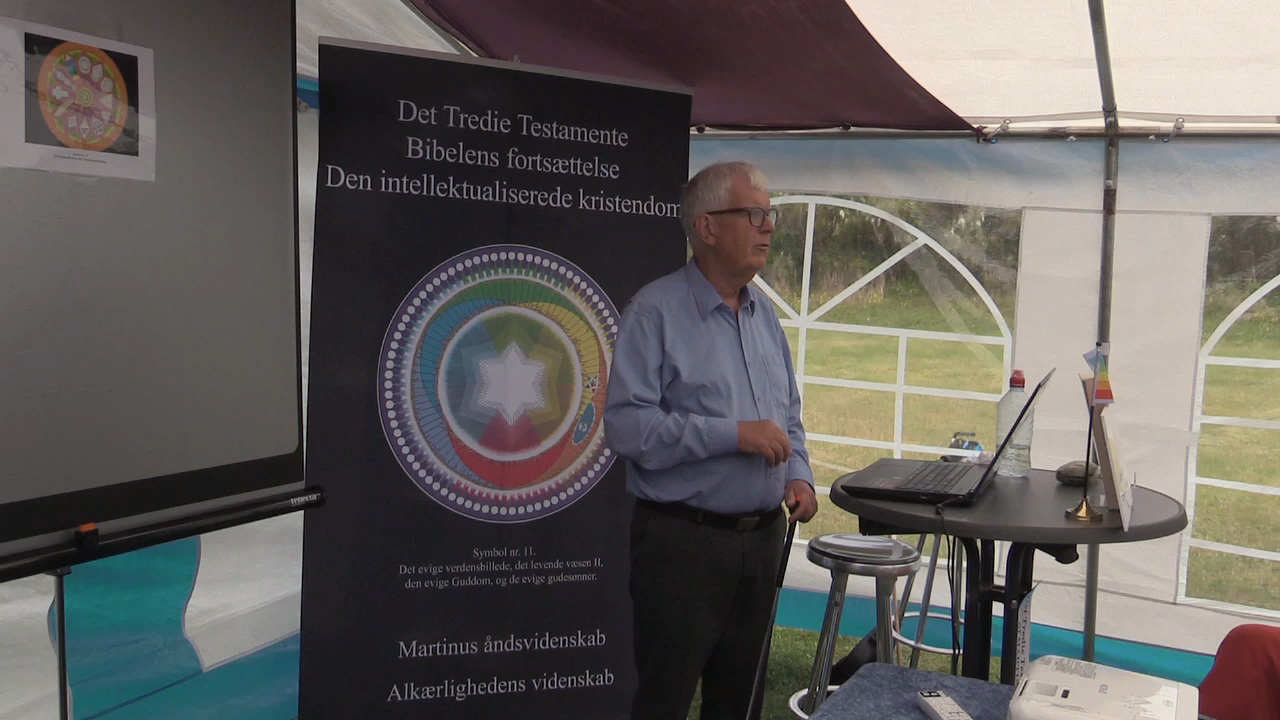 Det Tredie Testamente
Bibelens fortsættelse
Den intellektualiserede kristendom
Symbol nr. 11.
Det evige verdensbillede, det levende væsen II,
den evige Guddom, og de evige gudesønner.
Martinus åndsvidenskab
Alkærlighedens videnskab